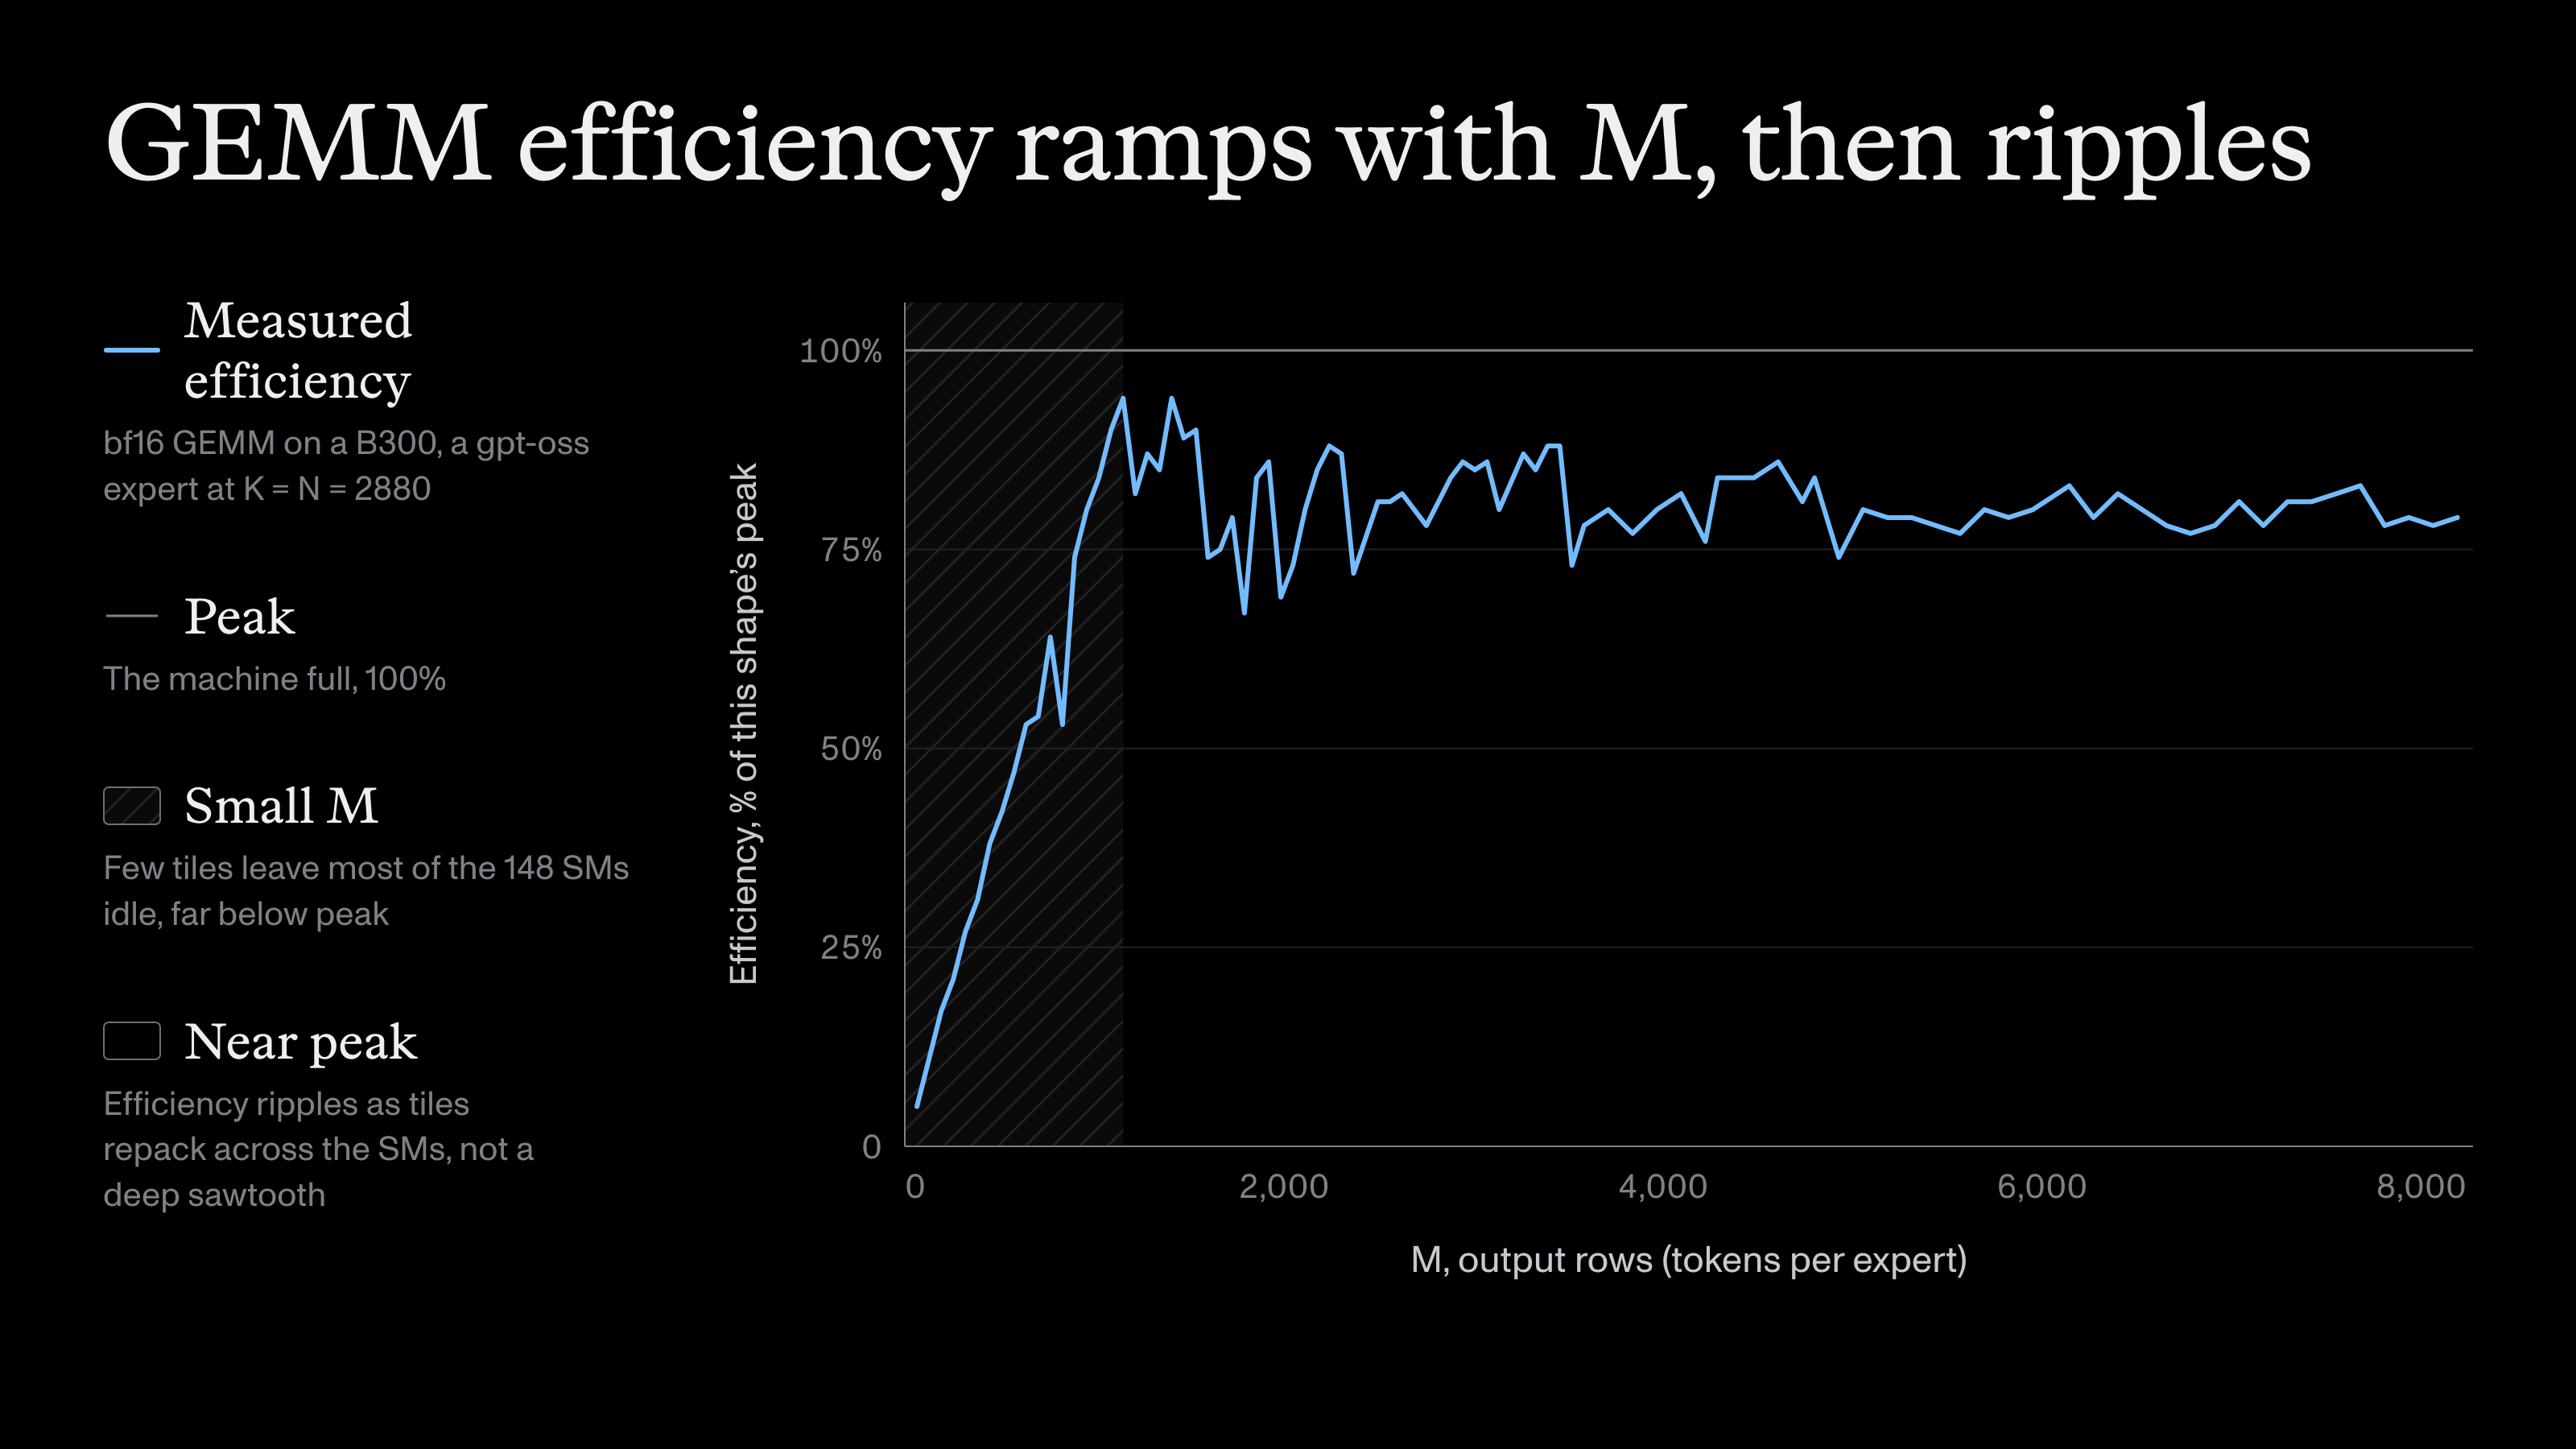 GEMM efficiency ramps with M, then ripples
Measured
efficiency
bf16 GEMM on a B300, a gpt-oss
expert at K = N = 2880
Peak
The machine full, 100%
Small M
Few tiles leave most of the 148 SMs
idle, far below peak
Near peak
Efficiency ripples as tiles
repack across the SMs, not a
deep sawtooth
Efficiency, % of this shape's peak
100%
75%
50%
25%
0
0
2,000
4,000
6,000
8,000
M, output rows (tokens per expert)